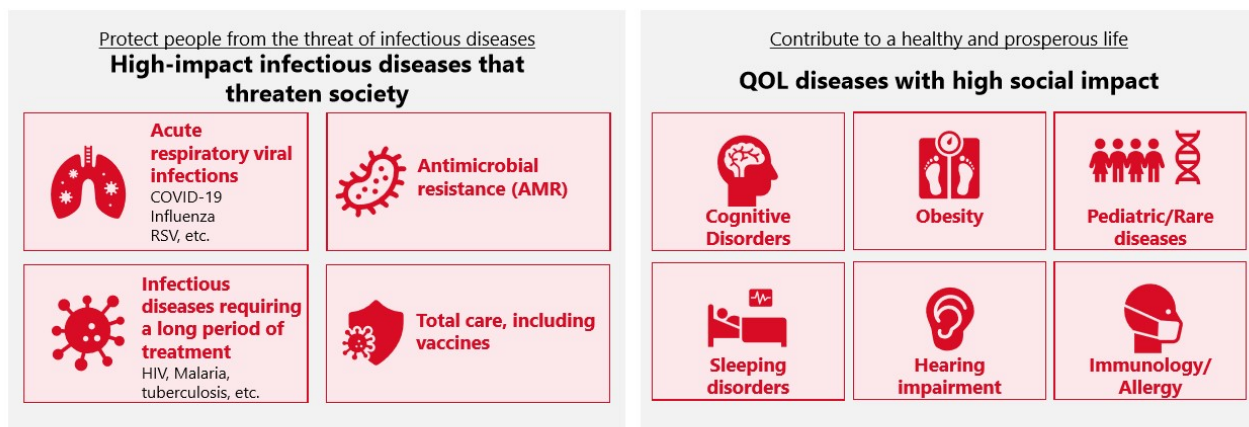 Protect people from the threat of infectious diseases
High-impact infectious diseases that
threaten society
Acute
respiratory viral
infections
COVID-19
Influenza
RSV, etc.
Antimicrobial
resistance (AMR)
Infectious
diseases requiring
a long period of
treatment
HIV, Malaria,
tuberculosis, etc.
Total care, including
vaccines
Contribute to a healthy and prosperous life
QOL diseases with high social impact
Cognitive
Disorders
Obesity
Pediatric/Rare
diseases
Sleeping
disorders
Hearing
impairment
Immunology/
Allergy